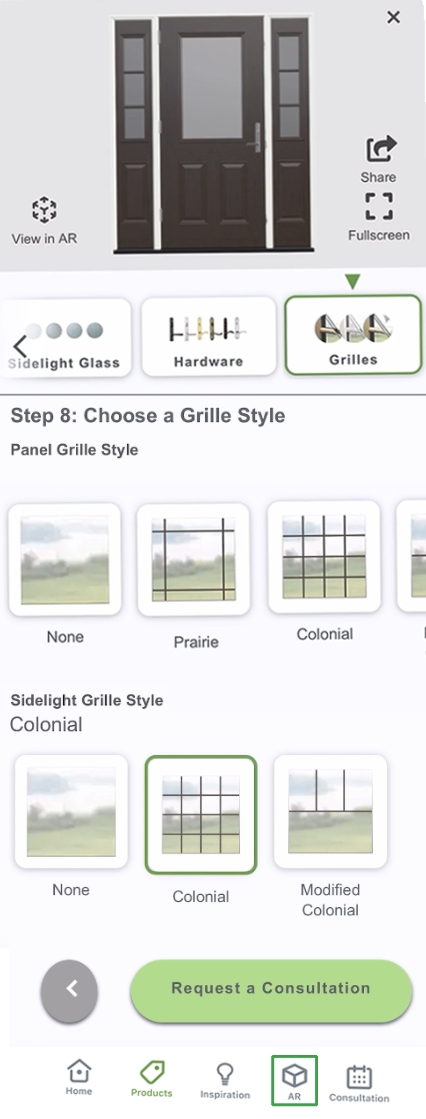 Share
View in AR
Fullscreen
Sidelight Glass
Hardware
Grilles
Step 8: Choose a Grille Style
Panel Grille Style
None
Prairie
Colonial
Sidelight Grille Style
Colonial
None
Colonial
Modified
Colonial
Request a Consultation
Home
Products
Inspiration
AR
Consultation